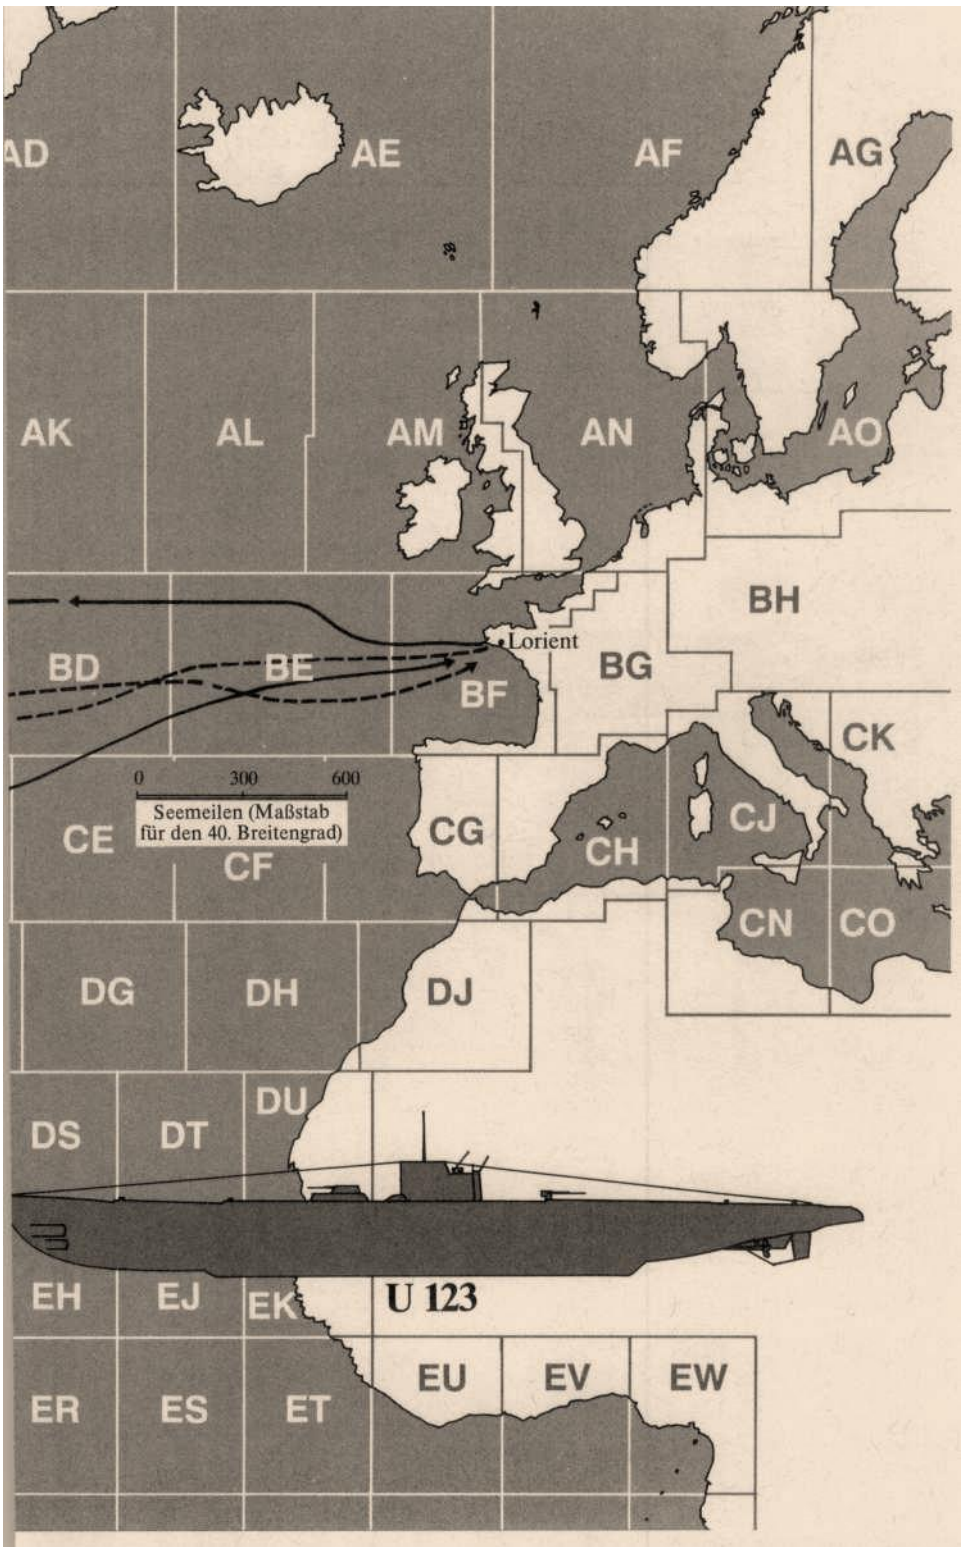 AD
AE
AF
AG
AK
AL
AM
AN
AO
BD
BE
BF
Lorient
BG
BH
0 300 600
Seemeilen (Maßstab
für den 40. Breitengrad)
CE
CF
CG
CH
CJ
CK
CN
CO
DG
DH
DJ
DS
DT
DU
EH
EJ
EK
U 123
ER
ES
ET
EU
EV
EW